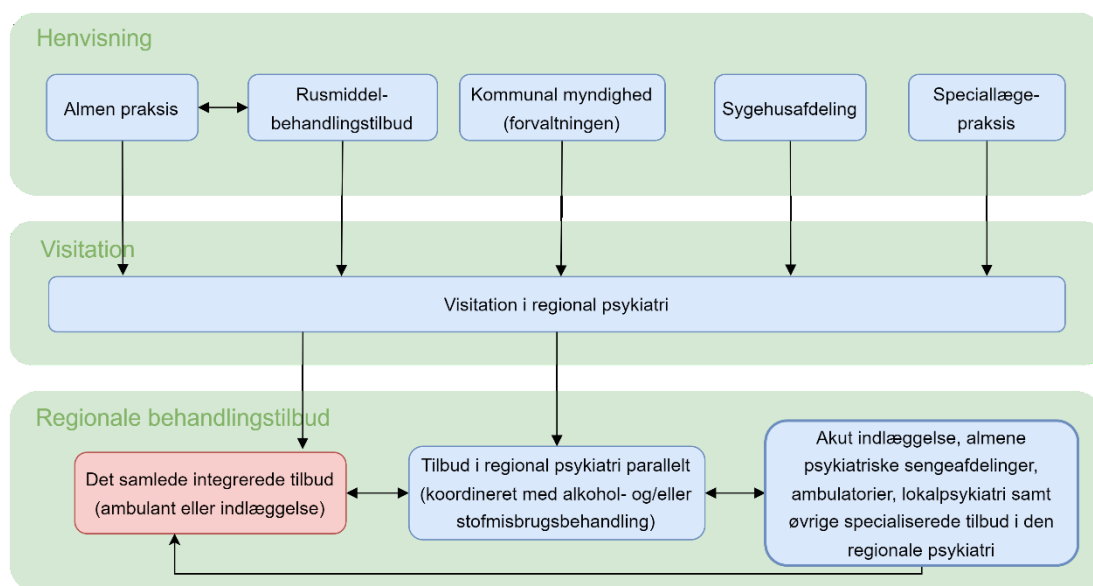 Henvisning
Almen praksis
Rusmiddel-
behandlingstilbud
Kommunal myndighed
(forvaltningen)
Sygehusafdeling
Speciallæge-
praksis
Visitation
Visitation i regional psykiatri
Regionale behandlingstilbud
Det samlede integrerede tilbud
(ambulant eller indlæggelse)
Tilbud i regional psykiatri parallelt
(koordineret med alkohol- og/eller
stofmisbrugsbehandling)
Akut indlæggelse, almene
psykiatriske sengeafdelinger,
ambulatorier, lokalpsykiatri samt
øvrige specialiserede tilbud i den
regionale psykiatri